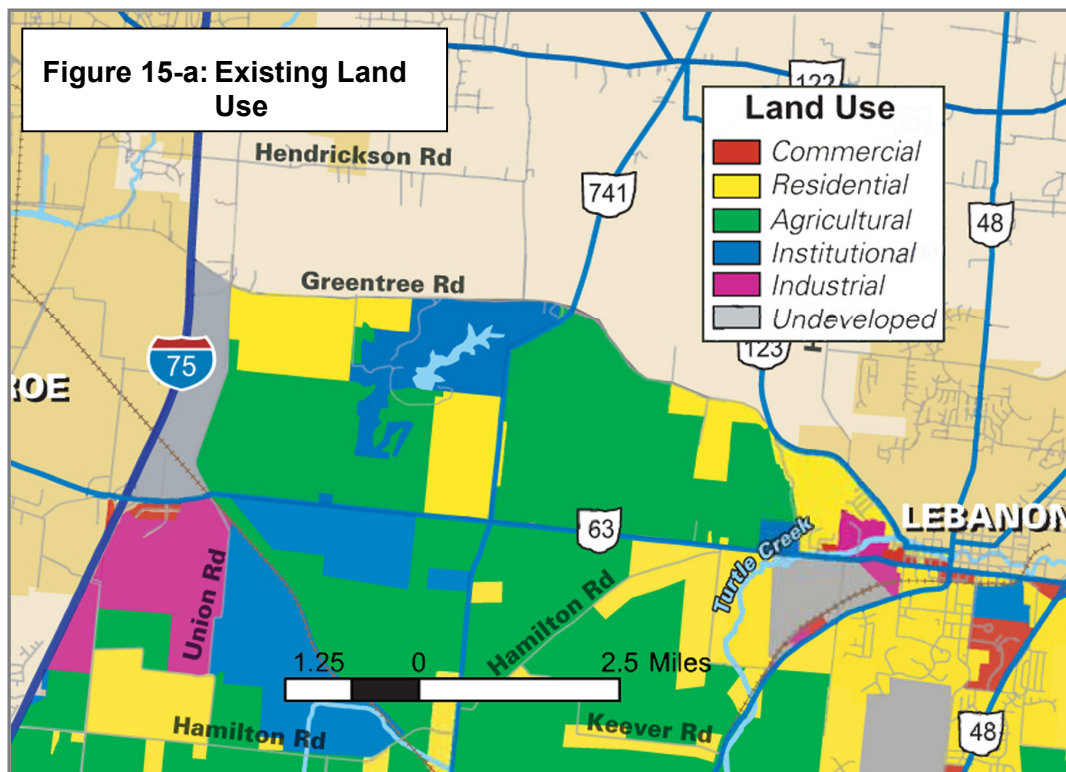 Figure 15-a: Existing Land
Use
122
Land Use
Commercial
Residential
Agricultural
Institutional
Industrial
Undeveloped
Hendrickson Rd
741
48
Greentree Rd
123
75
ROE
LEBANON
63
Turtle Creek
Union Rd
Hamilton Rd
1.25 0 2.5 Miles
Hamilton Rd
Keever Rd
48